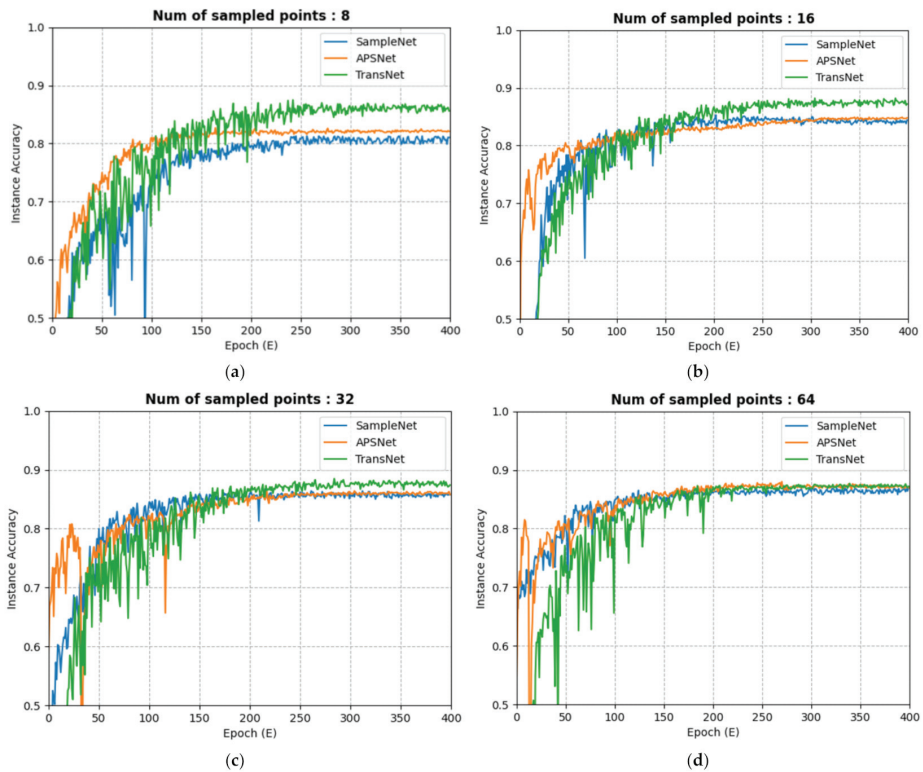 Num of sampled points : 8
1.0
0.9
0.8
0.7
0.6
0.5
Instance Accuracy
SampleNet
APSNet
TransNet
0 50 100 150 200 250 300 350 400
Epoch (E)
(a)
Num of sampled points : 16
1.0
0.9
0.8
0.7
0.6
0.5
Instance Accuracy
SampleNet
APSNet
TransNet
0 50 100 150 200 250 300 350 400
Epoch (E)
(b)
Num of sampled points : 32
1.0
0.9
0.8
0.7
0.6
0.5
Instance Accuracy
SampleNet
APSNet
TransNet
0 50 100 150 200 250 300 350 400
Epoch (E)
(c)
Num of sampled points : 64
1.0
0.9
0.8
0.7
0.6
0.5
Instance Accuracy
SampleNet
APSNet
TransNet
0 50 100 150 200 250 300 350 400
Epoch (E)
(d)